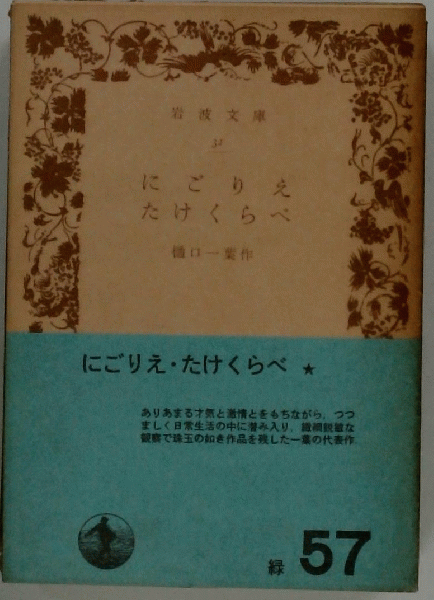 岩波文庫
37
にごりえ
たけくらべ
樋口一葉作
にごりえ・たけくらべ ★
ありあまる才気と激情とをもちながら，つつ
ましく日常生活の中に潜み入り，繊細鋭敏な
観察で珠玉の如き作品を残した一葉の代表作
緑 57